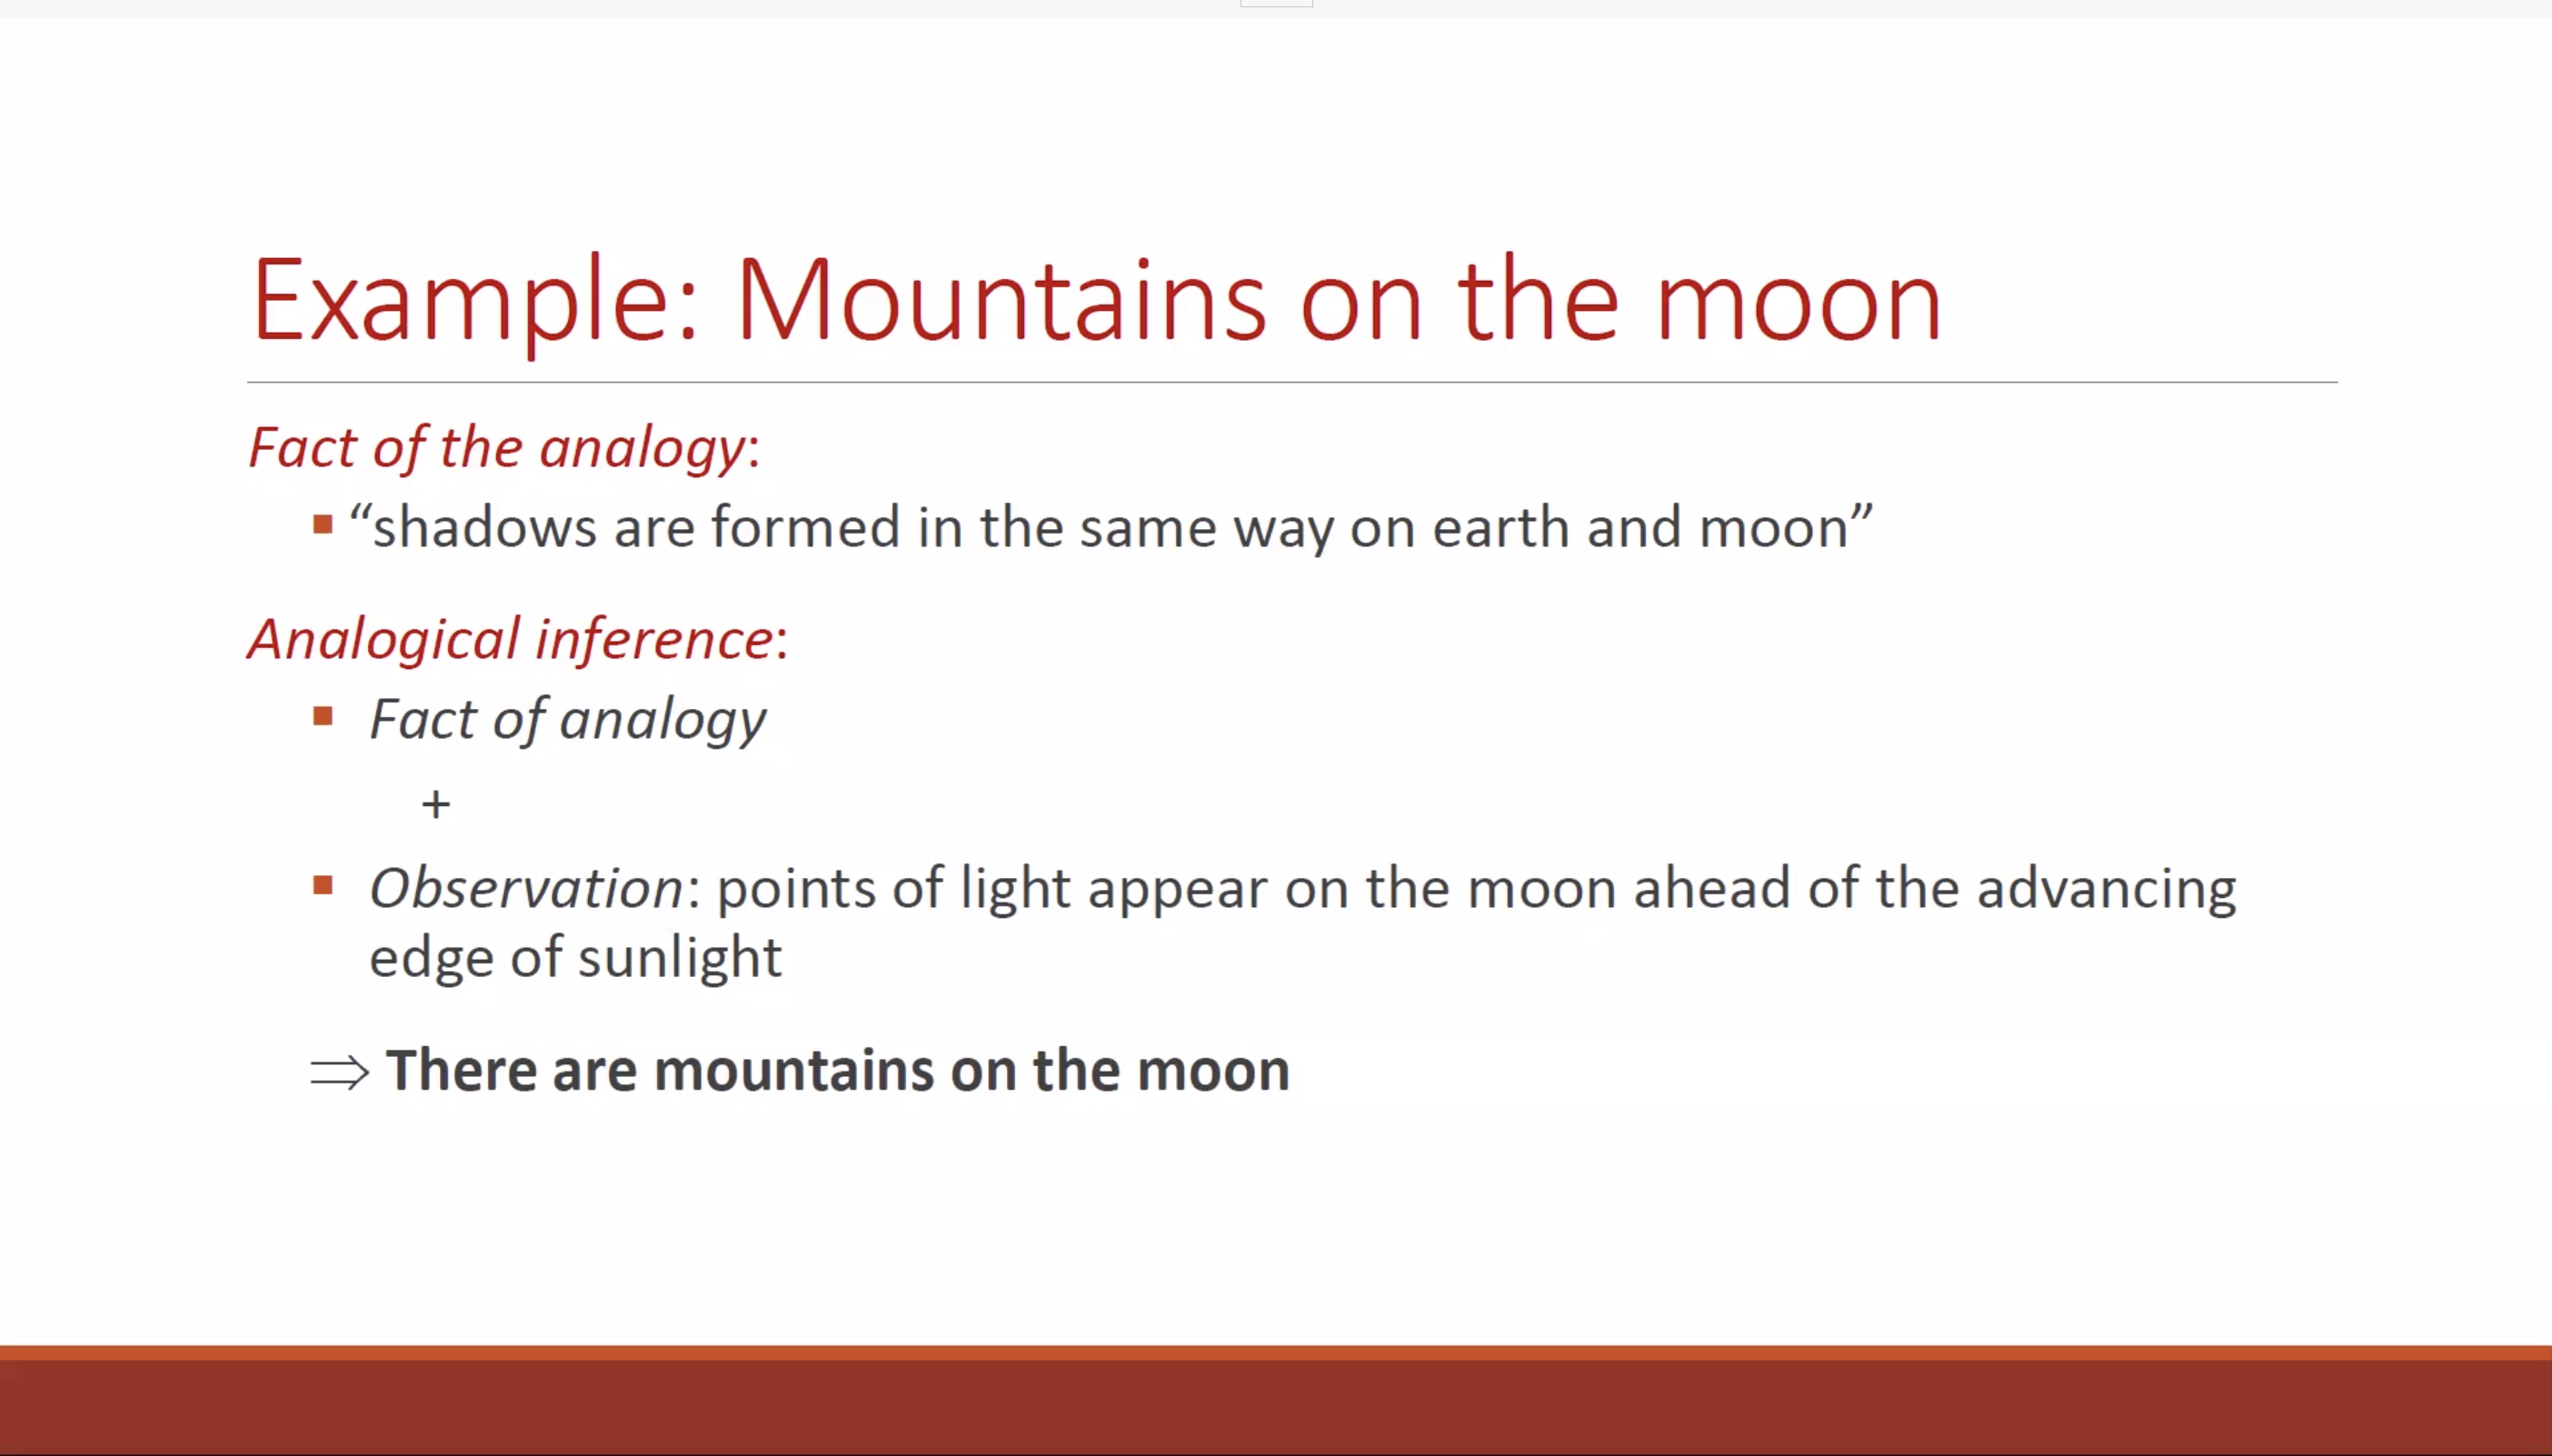 Example: Mountains on the moon
Fact of the analogy:
▪ “shadows are formed in the same way on earth and moon”
Analogical inference:
▪ Fact of analogy
+
▪ Observation: points of light appear on the moon ahead of the advancing
edge of sunlight
⇒ There are mountains on the moon